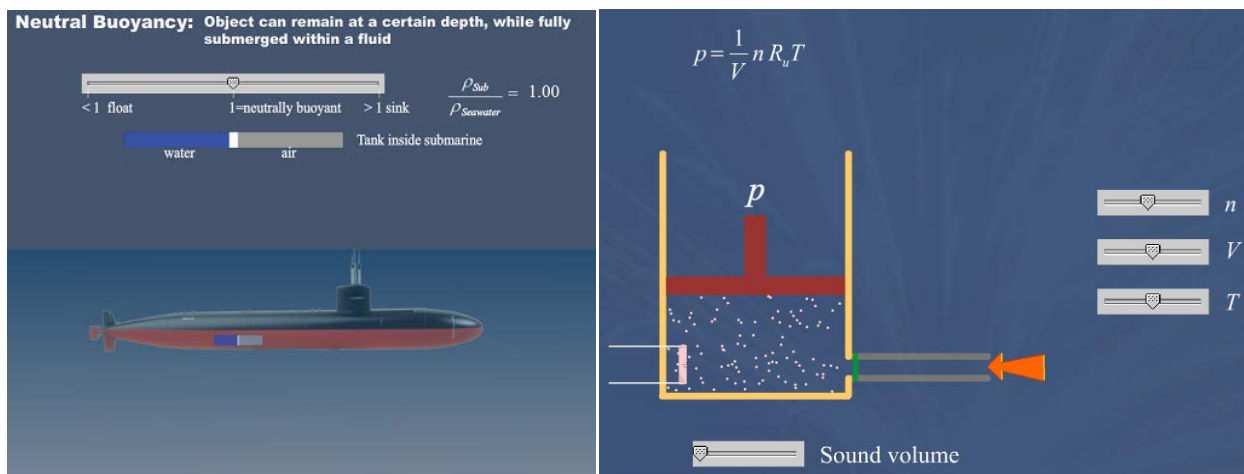 Neutral Buoyancy: Object can remain at a certain depth, while fully
submerged within a fluid
ρSub
ρSeawater
= 1.00
< 1 float 1=neutrally buoyant > 1 sink
Tank inside submarine
water air
p = 1/V n RuT
p
n
V
T
Sound volume